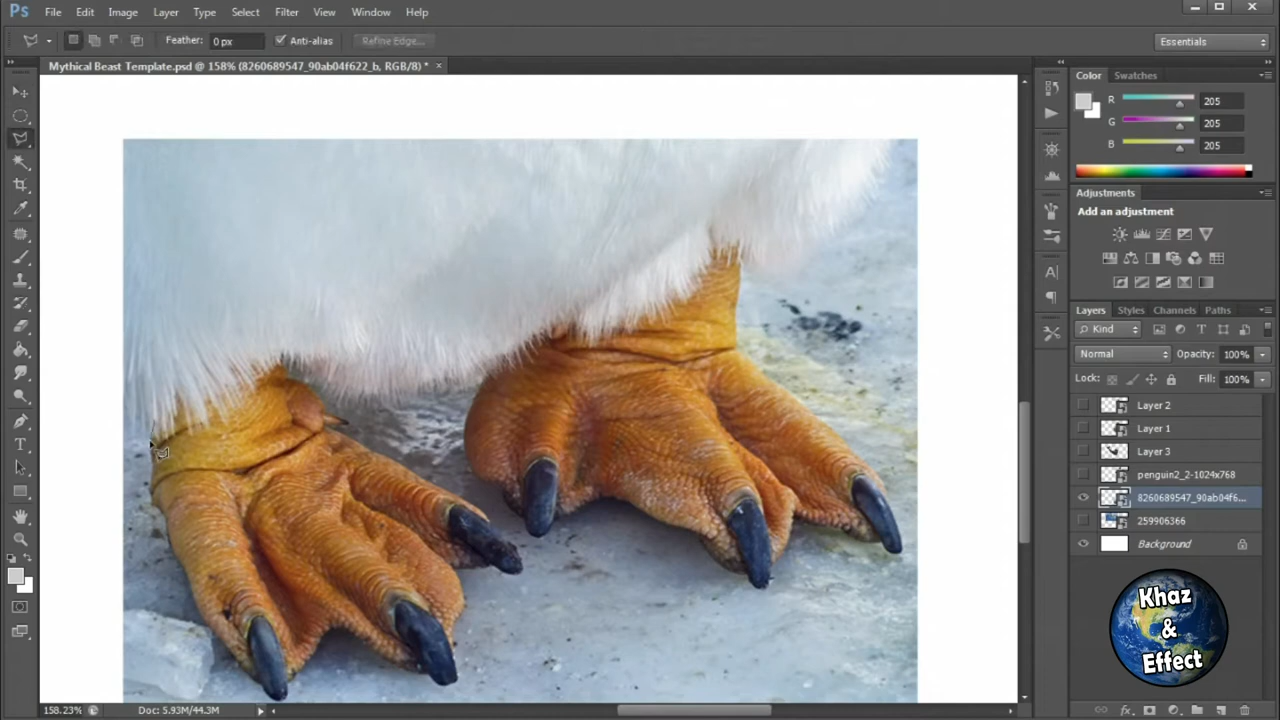 Ps File Edit Image Layer Type Select Filter View Window Help
Feather: 0 px Anti-alias Refine Edge... Essentials
Mythical Beast Template.psd @ 158% (8260689547_90ab04f622_b, RGB/8) * ×
Color Swatches
R 205
G 205
B 205
Adjustments
Add an adjustment
Layers Styles Channels Paths
Kind
Normal Opacity: 100%
Lock: Fill: 100%
Layer 2
Layer 1
Layer 3
penguin2_2-1024x768
8260689547_90ab04f6...
259906366
Background
Khaz
&
Effect
158.23% Doc: 5.93M/44.3M